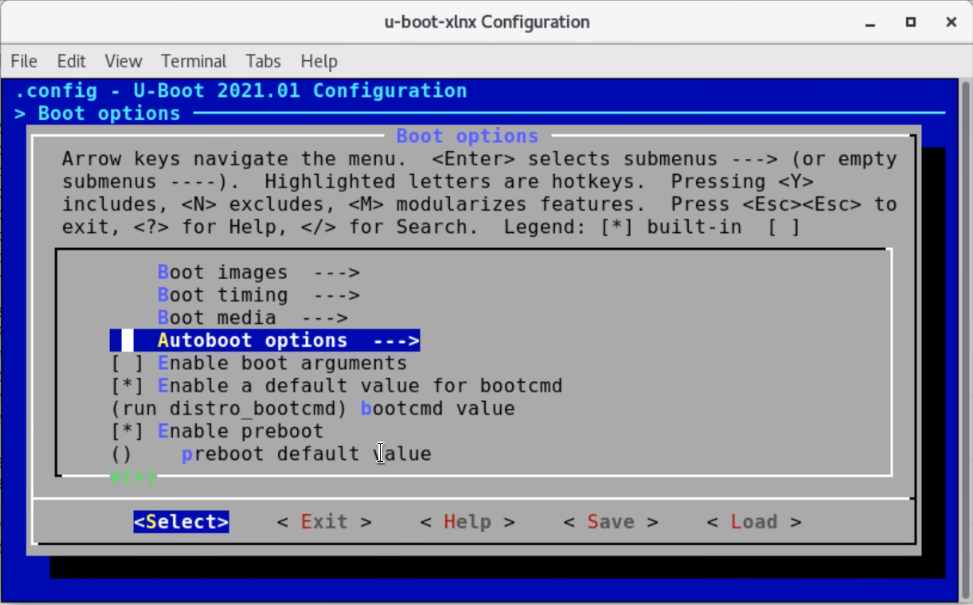 u-boot-xlnx Configuration
File Edit View Terminal Tabs Help
.config - U-Boot 2021.01 Configuration
> Boot options
Boot options
Arrow keys navigate the menu. <Enter> selects submenus ---> (or empty
submenus ----). Highlighted letters are hotkeys. Pressing <Y>
includes, <N> excludes, <M> modularizes features. Press <Esc><Esc> to
exit, <?> for Help, </> for Search. Legend: [*] built-in [ ]
Boot images --->
Boot timing --->
Boot media --->
Autoboot options --->
[ ] Enable boot arguments
[*] Enable a default value for bootcmd
(run distro_bootcmd) bootcmd value
[*] Enable preboot
() preboot default value
v(+)
<Select> < Exit > < Help > < Save > < Load >